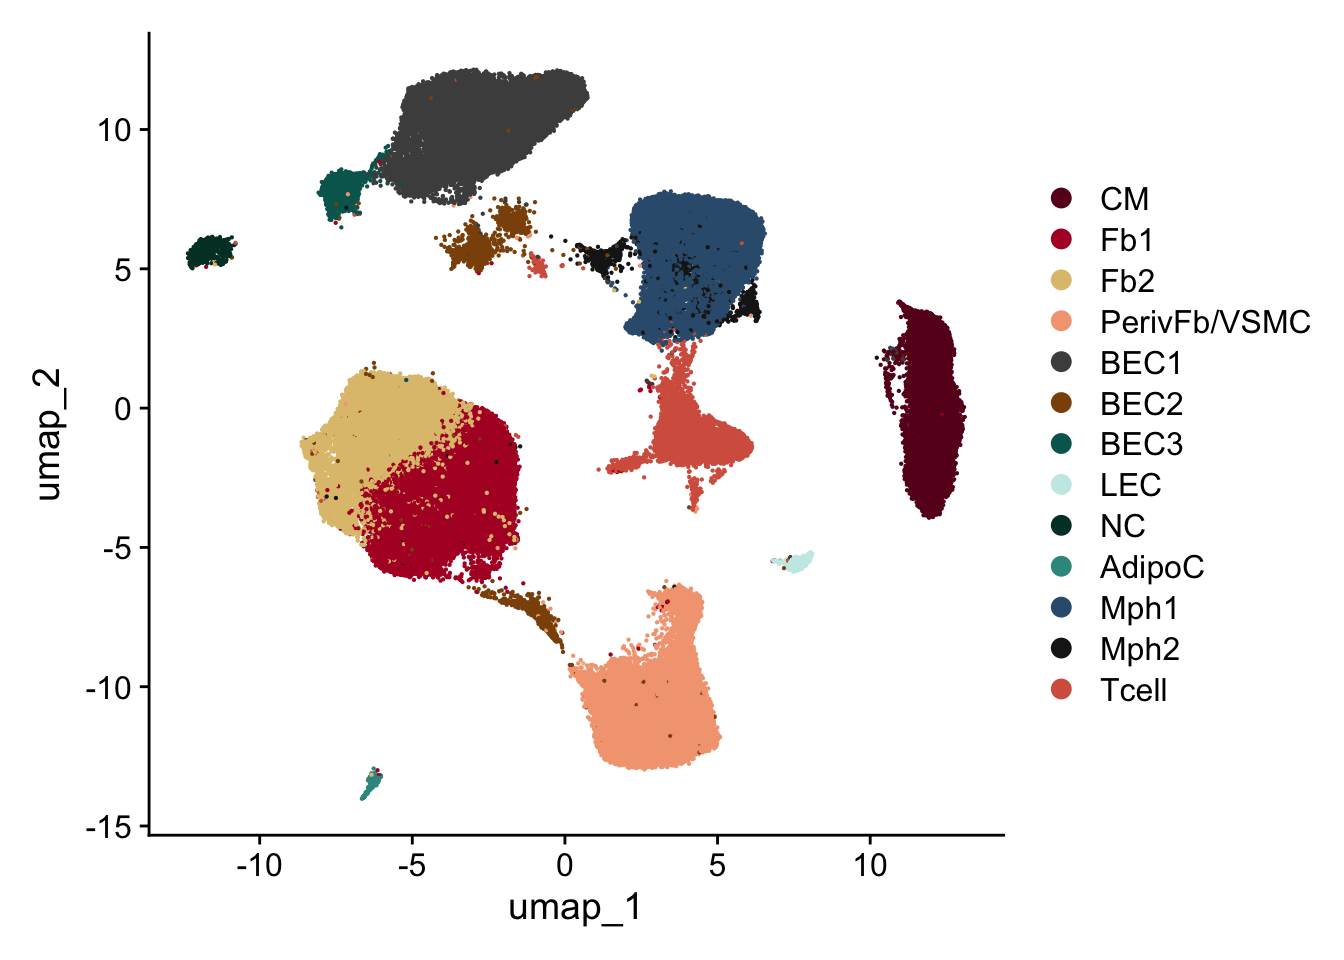 umap_2
10
5
0
-5
-10
-15
-10
-5
0
5
10
umap_1
CM
Fb1
Fb2
PerivFb/VSMC
BEC1
BEC2
BEC3
LEC
NC
AdipoC
Mph1
Mph2
Tcell